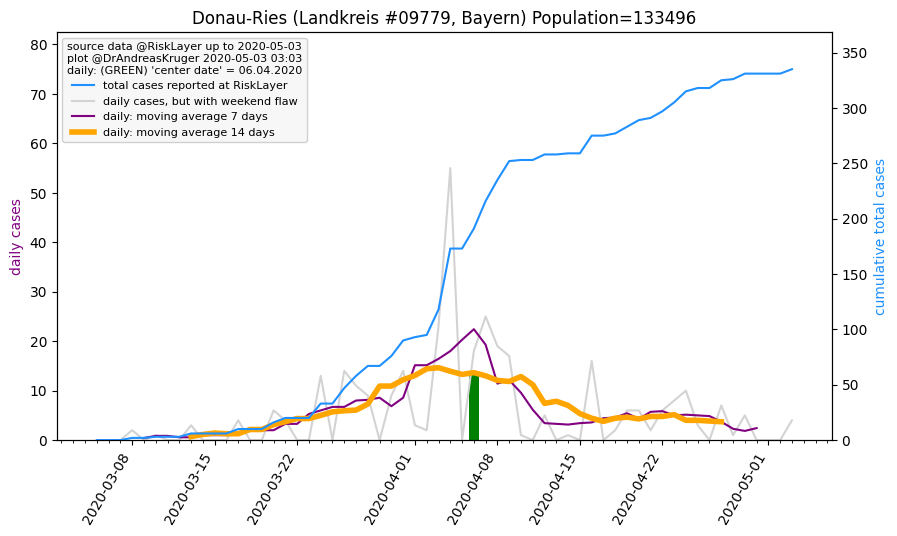 Donau-Ries (Landkreis #09779, Bayern) Population=133496
source data @RiskLayer up to 2020-05-03
plot @DrAndreasKruger 2020-05-03 03:03
daily: (GREEN) 'center date' = 06.04.2020
total cases reported at RiskLayer
daily cases, but with weekend flaw
daily: moving average 7 days
daily: moving average 14 days
daily cases
80
70
60
50
40
30
20
10
0
cumulative total cases
350
300
250
200
150
100
50
0
2020-03-08
2020-03-15
2020-03-22
2020-04-01
2020-04-08
2020-04-15
2020-04-22
2020-05-01